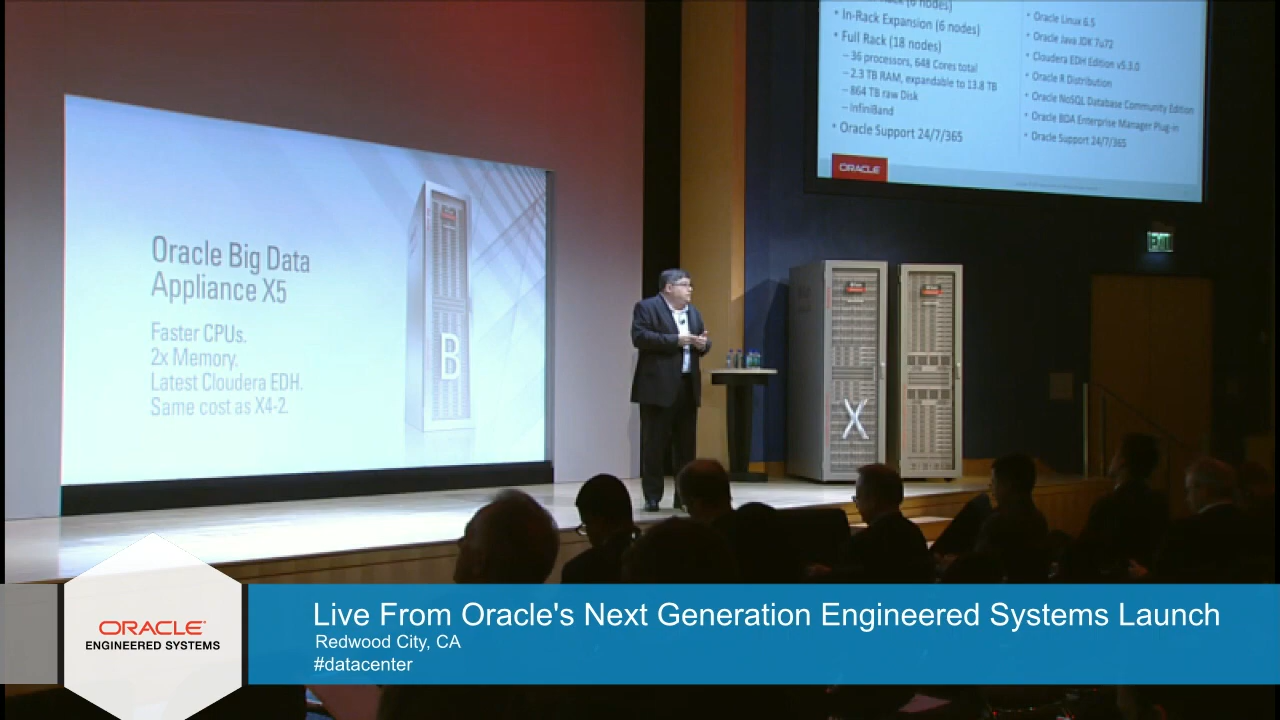 Oracle Big Data
Appliance X5
Faster CPUs.
2x Memory.
Latest Cloudera EDH.
Same cost as X4-2.
B
(6 nodes)
• In-Rack Expansion (6 nodes)
• Full Rack (18 nodes)
– 36 processors, 648 Cores total
– 2.3 TB RAM, expandable to 13.8 TB
– 864 TB raw Disk
– InfiniBand
• Oracle Support 24/7/365
• Oracle Linux 6.5
• Oracle Java JDK 7u72
• Cloudera EDH Edition v5.3.0
• Oracle R Distribution
• Oracle NoSQL Database Community Edition
• Oracle BDA Enterprise Manager Plug-in
• Oracle Support 24/7/365
ORACLE
EXIT
X
ORACLE
ENGINEERED SYSTEMS
Live From Oracle's Next Generation Engineered Systems Launch
Redwood City, CA
#datacenter